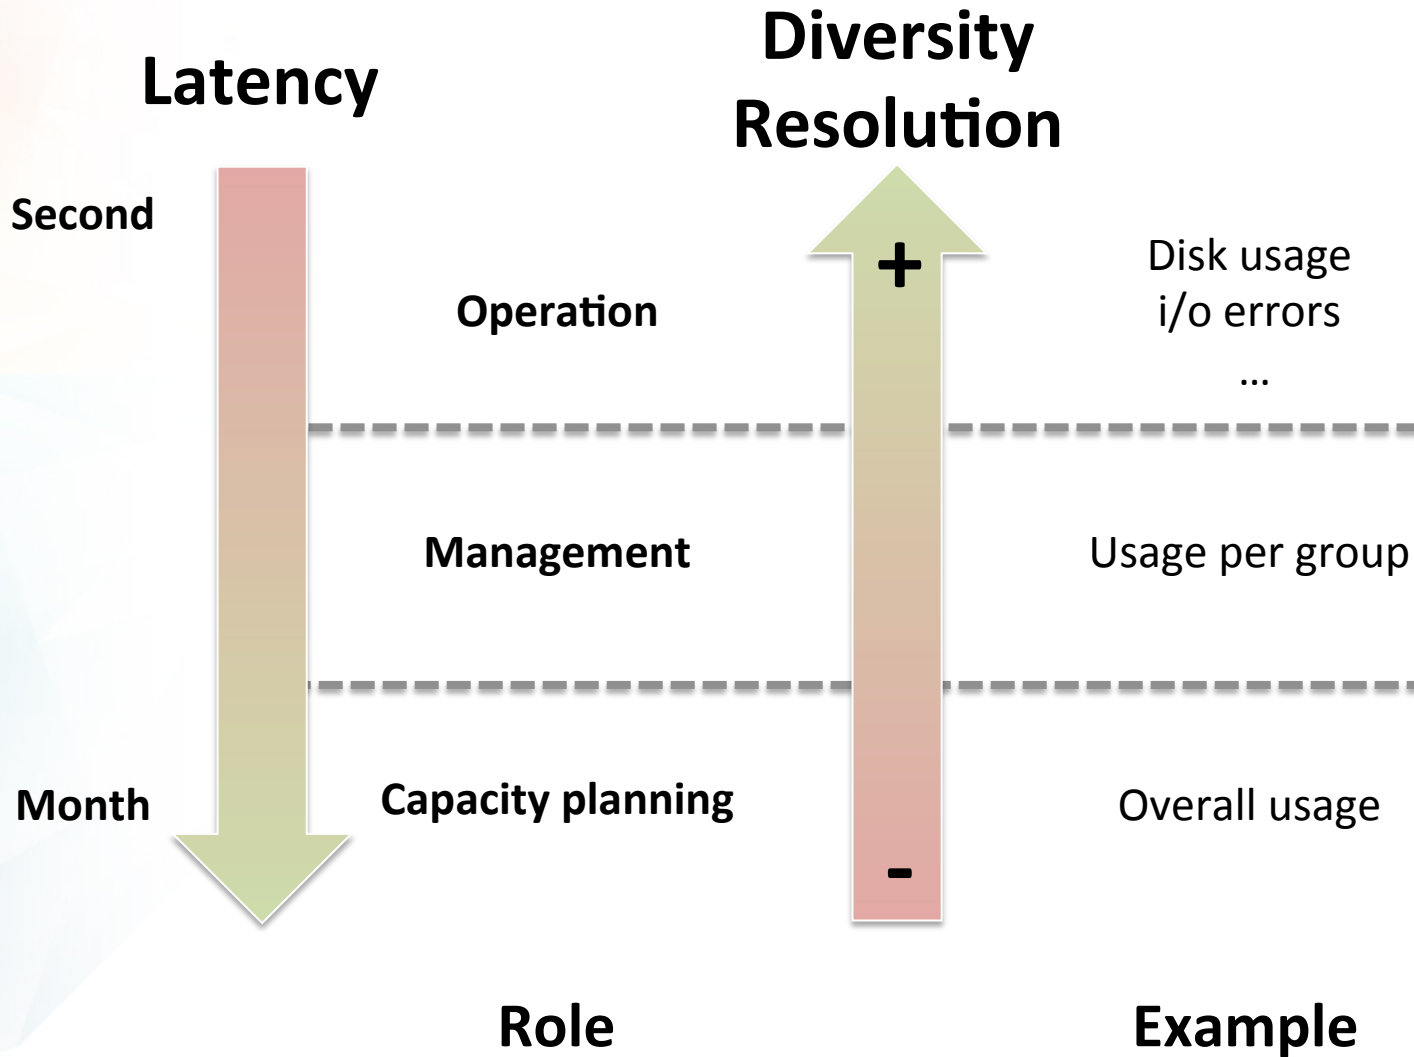 Latency
Diversity
Resolution
Second
+
Operation
Disk usage
i/o errors
...
Management
Usage per group
Month
Capacity planning
Overall usage
-
Role
Example